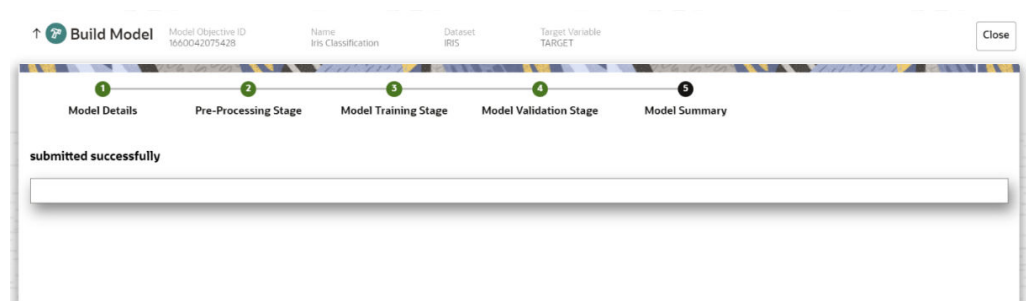 Build Model
Model Objective ID
1660042075428
Name
Iris Classification
Dataset
IRIS
Target Variable
TARGET
Close
1
2
3
4
5
Model Details
Pre-Processing Stage
Model Training Stage
Model Validation Stage
Model Summary
submitted successfully